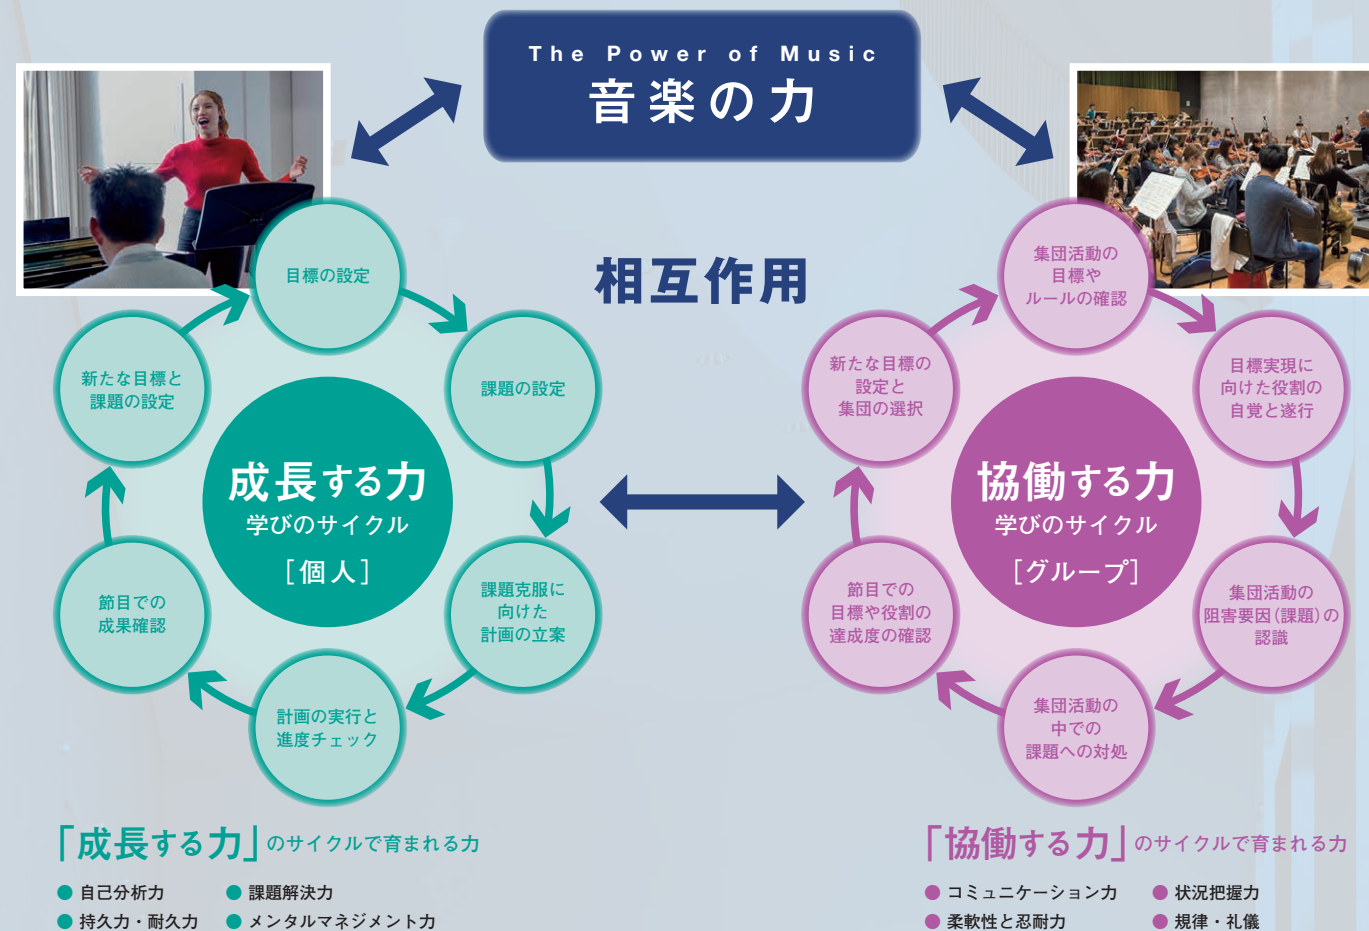 The Power of Music
音楽の力
相互作用
目標の設定
課題の設定
課題克服に
向けた
計画の立案
計画の実行と
進度チェック
節目での
成果確認
新たな目標と
課題の設定
成長する力
学びのサイクル
［個人］
集団活動の
目標や
ルールの確認
目標実現に
向けた役割の
自覚と遂行
集団活動の
阻害要因(課題)の
認識
集団活動の
中での
課題への対処
節目での
目標や役割の
達成度の確認
新たな目標の
設定と
集団の選択
協働する力
学びのサイクル
［グループ］
「成長する力」のサイクルで育まれる力
● 自己分析力 ● 課題解決力
● 持久力・耐久力 ● メンタルマネジメント力
「協働する力」のサイクルで育まれる力
● コミュニケーション力 ● 状況把握力
● 柔軟性と忍耐力 ● 規律・礼儀